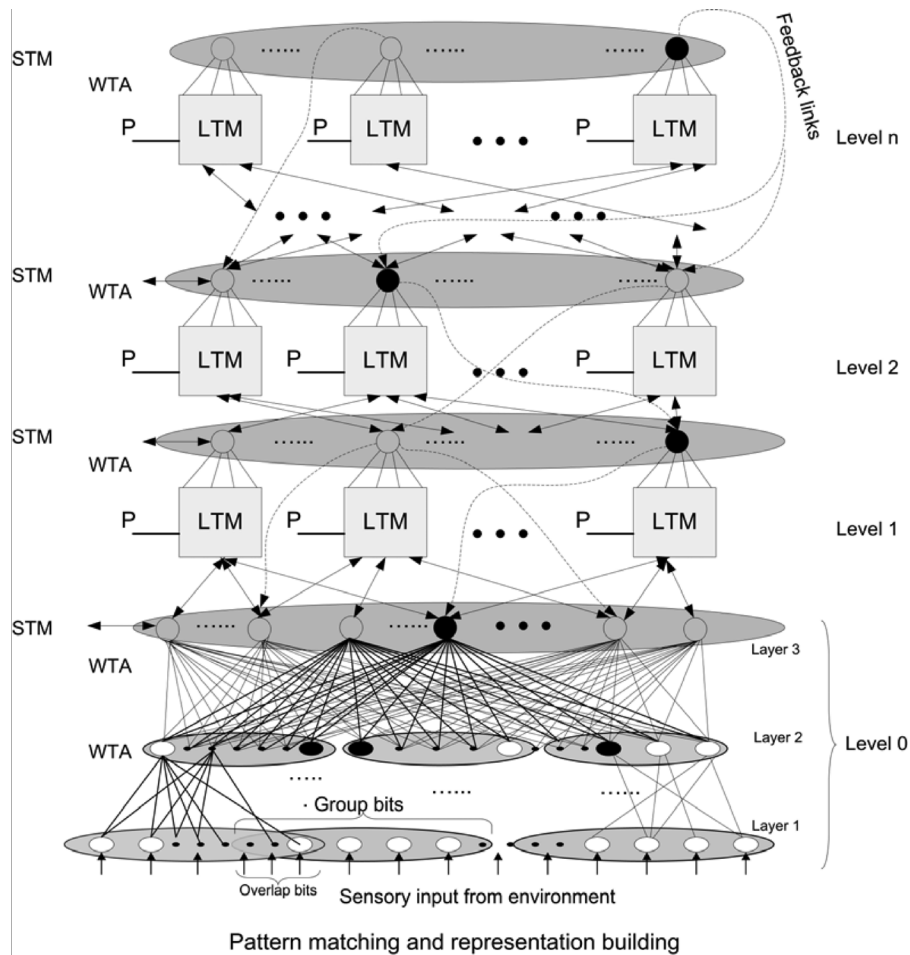 STM
WTA
Feedback links
P LTM P LTM P LTM
Level n
STM
WTA
P LTM P LTM P LTM
Level 2
STM
WTA
P LTM P LTM P LTM
Level 1
STM
WTA
Layer 3
WTA
Layer 2
Level 0
Group bits
Layer 1
Overlap bits
Sensory input from environment
Pattern matching and representation building